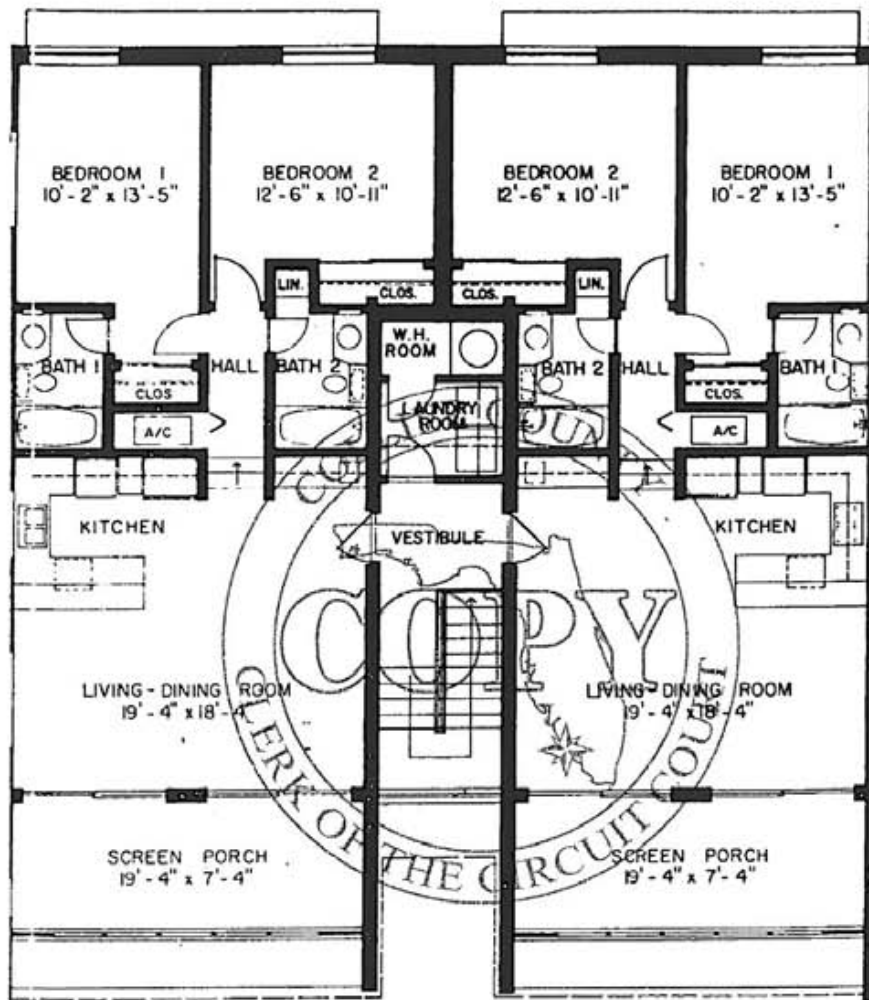 BEDROOM 1
10'-2" x 13'-5"
BEDROOM 2
12'-6" x 10'-11"
BEDROOM 2
12'-6" x 10'-11"
BEDROOM 1
10'-2" x 13'-5"
LIN.
CLOS.
CLOS.
LIN.
BATH 1
HALL
BATH 2
W.H.
ROOM
BATH 2
HALL
BATH 1
CLOS
CLOS.
A/C
LAUNDRY
ROOM
A/C
KITCHEN
VESTIBULE
KITCHEN
COPY
LIVING-DINING ROOM
19'-4" x 18'-4
LIVING-DINING ROOM
19'-4" x 18'-4"
SCREEN PORCH
19'-4" x 7'-4"
SCREEN PORCH
19'-4" x 7'-4"
CLERK OF THE CIRCUIT COURT